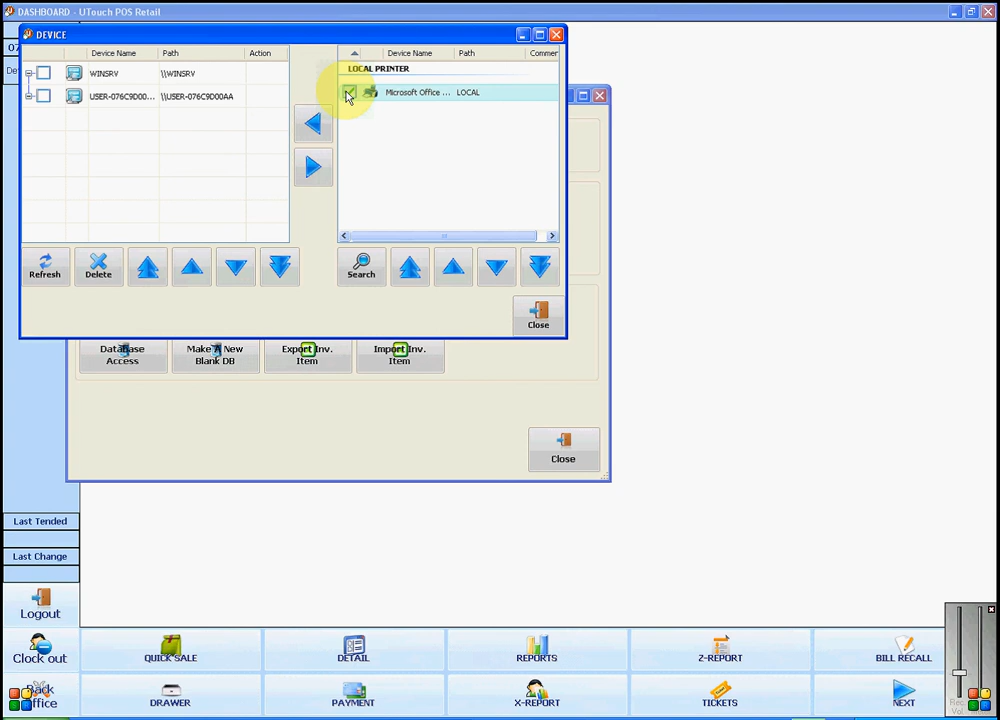 DASHBOARD - UTouch POS Retail
DEVICE
Device Name Path Action
WINSRV \\WINSRV
USER-076C9D00... \\USER-076C9D00AA
Device Name Path Commer
LOCAL PRINTER
Microsoft Office ... LOCAL
Refresh
Delete
Search
Close
Database
Access
Make A New
Blank DB
Export Inv.
Item
Import Inv.
Item
Close
Last Tended
Last Change
Logout
Clock out
Back
Office
QUICK SALE
DETAIL
REPORTS
Z-REPORT
BILL RECALL
DRAWER
PAYMENT
X-REPORT
TICKETS
NEXT